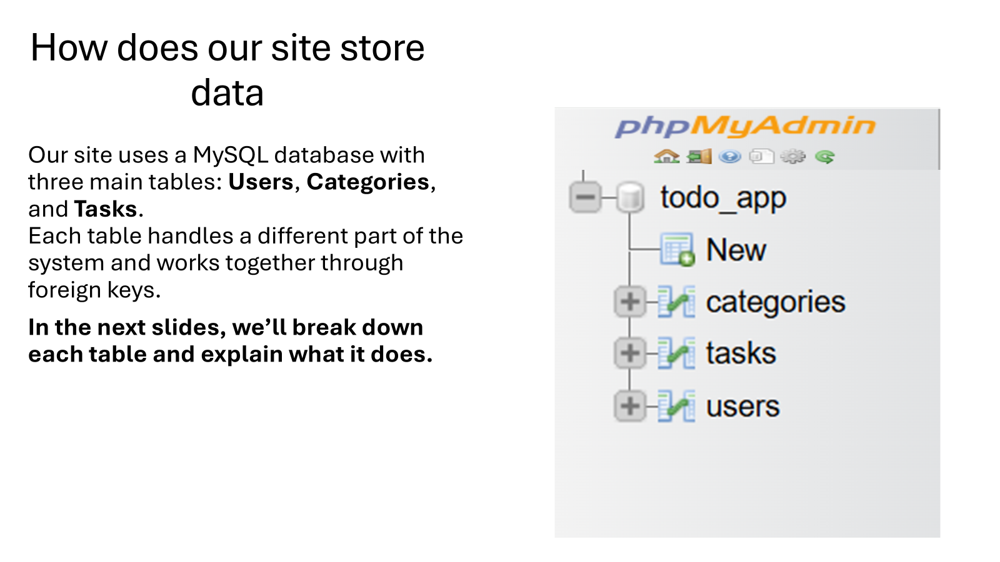 How does our site store
data
Our site uses a MySQL database with
three main tables: Users, Categories,
and Tasks.
Each table handles a different part of the
system and works together through
foreign keys.
In the next slides, we’ll break down
each table and explain what it does.
phpMyAdmin
todo_app
New
categories
tasks
users